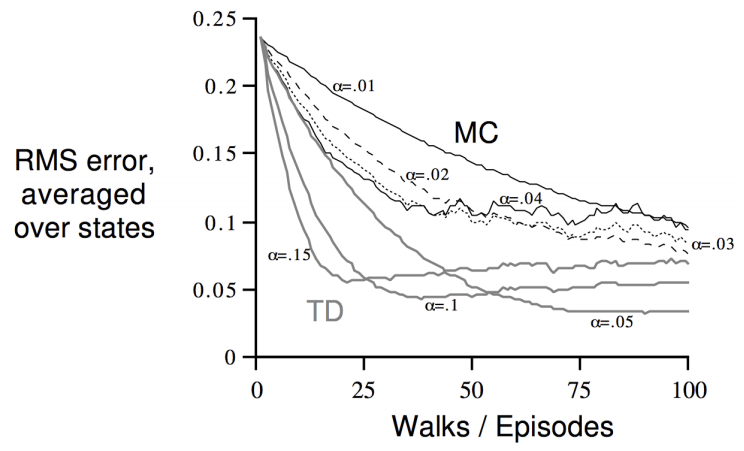 0.25
0.2
0.15
0.1
0.05
0
RMS error,
averaged
over states
α=.01
MC
α=.02
α=.04
α=.03
α=.15
TD
α=.1
α=.05
0
25
50
75
100
Walks / Episodes